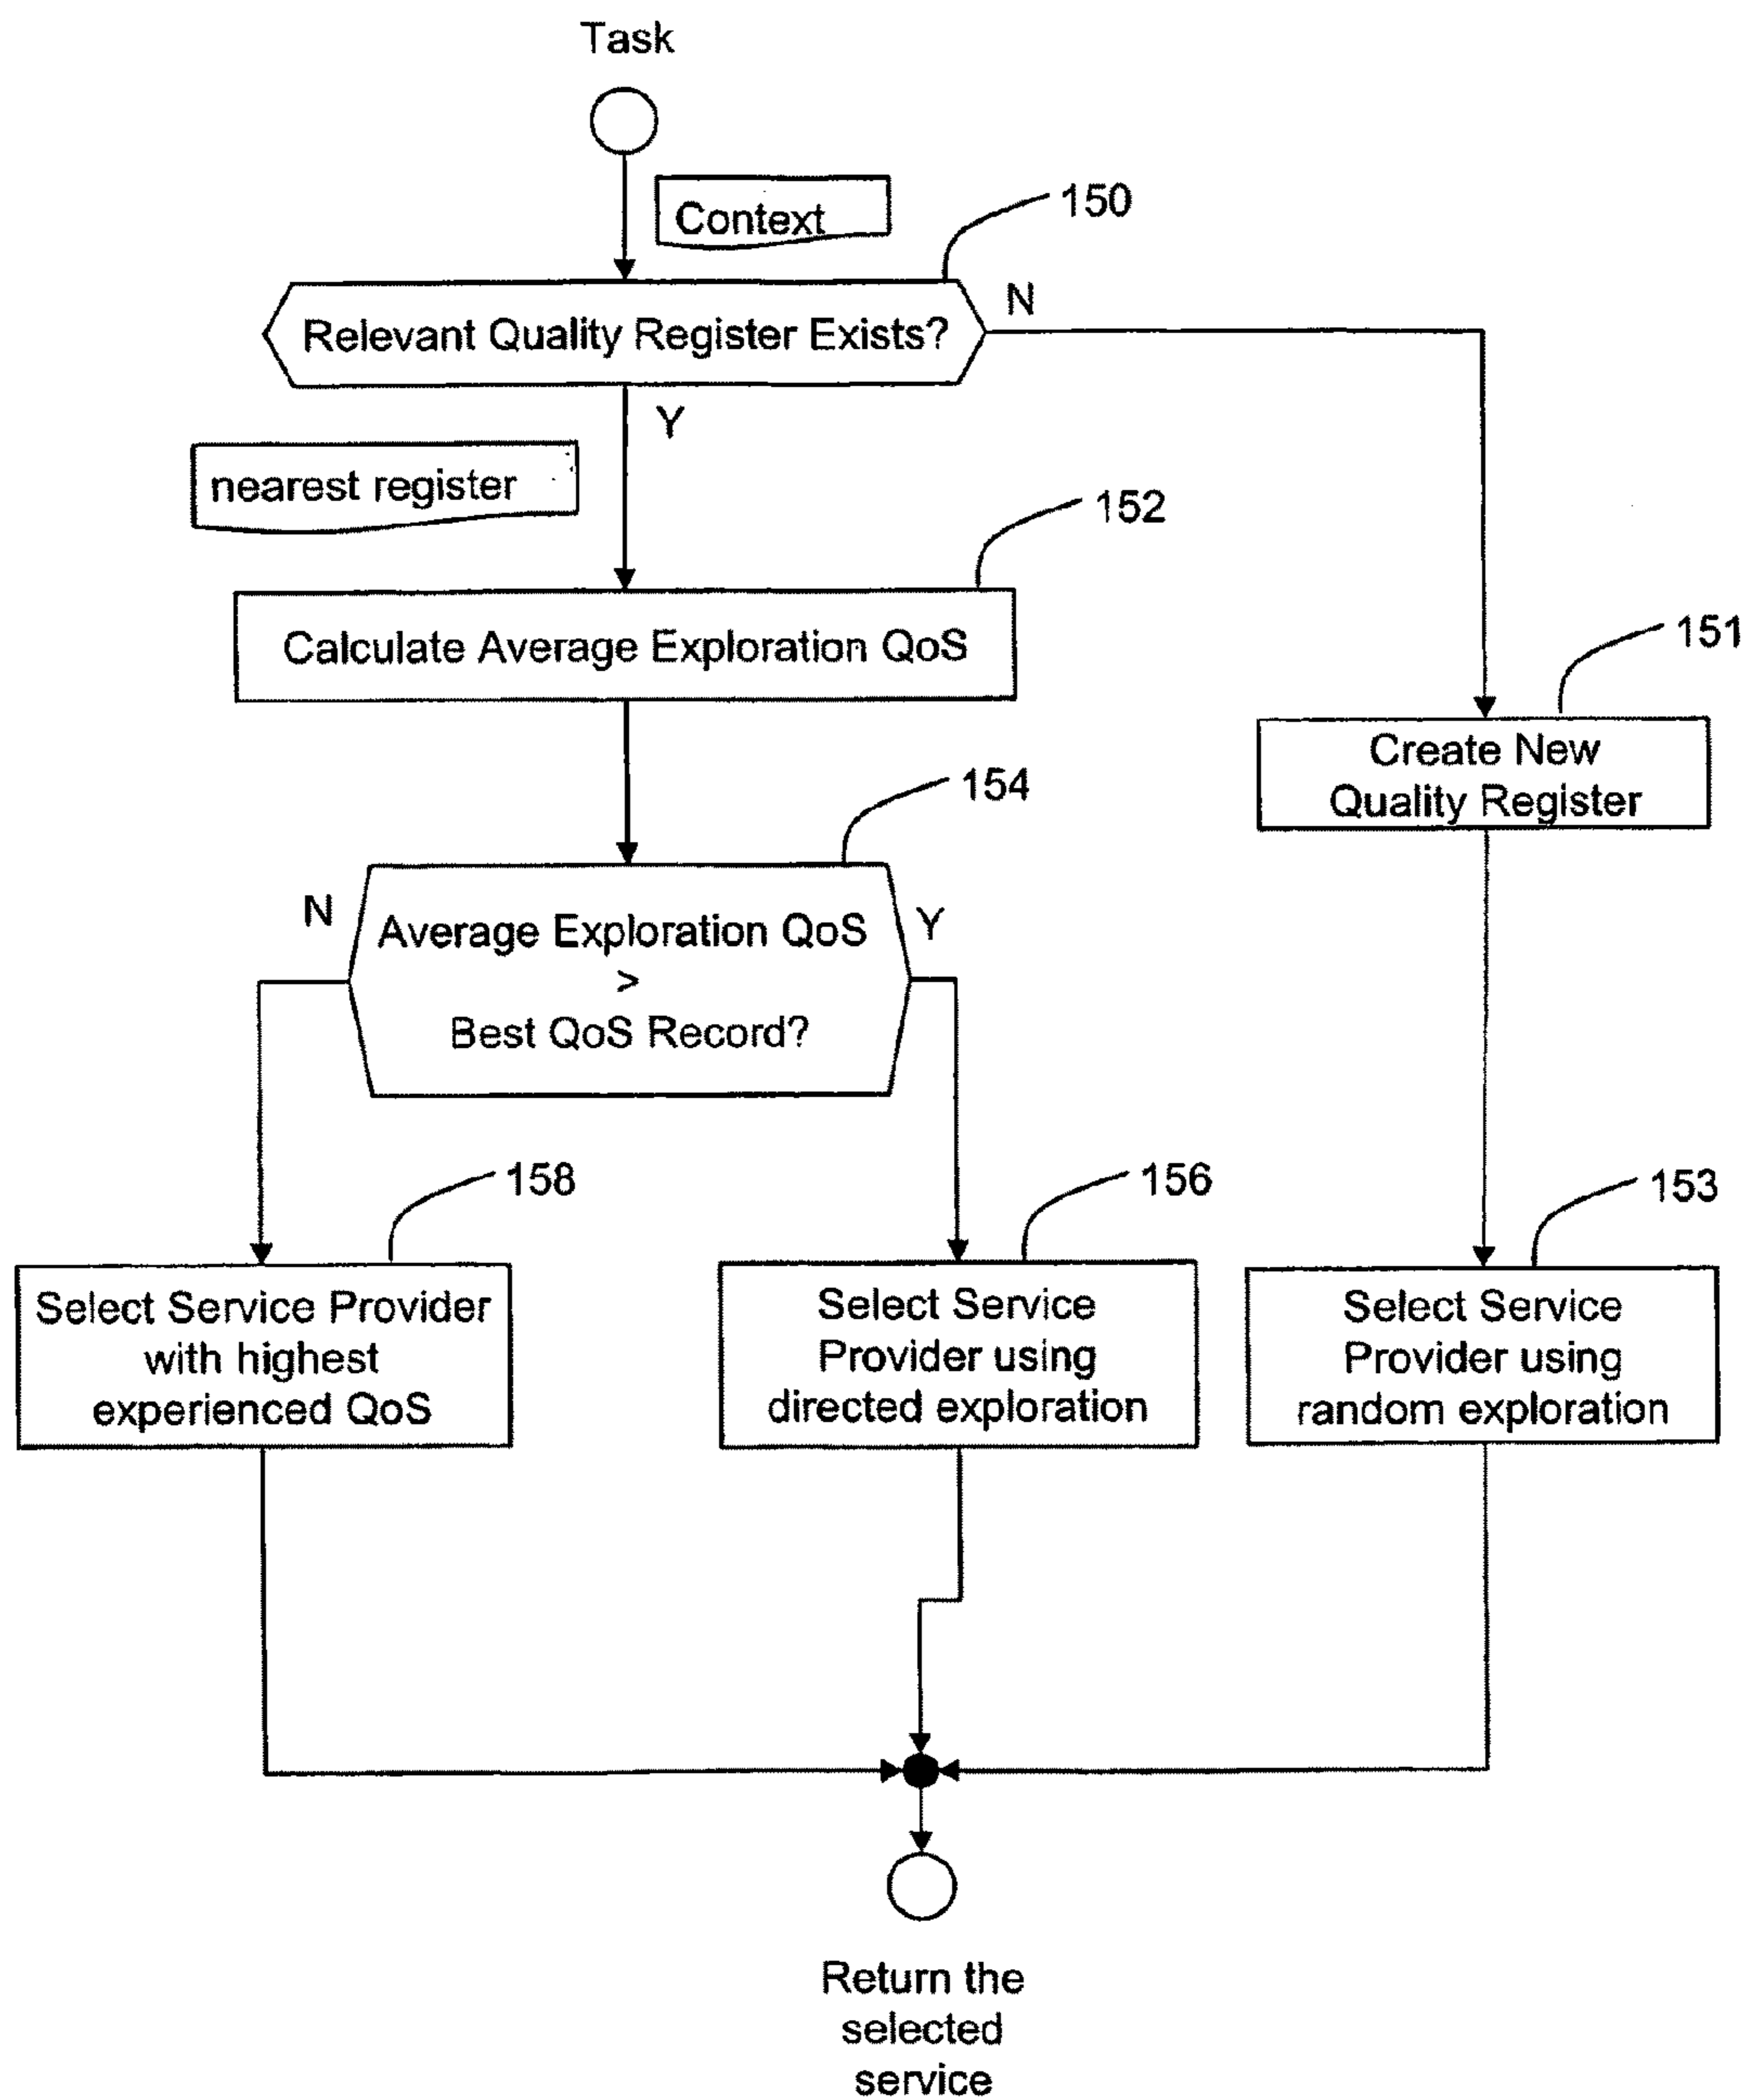 Task
Context
150
Relevant Quality Register Exists?
N
Y
nearest register
152
Calculate Average Exploration QoS
151
Create New
Quality Register
154
N
Average Exploration QoS
Y
>
Best QoS Record?
158
156
153
Select Service Provider
with highest
experienced QoS
Select Service
Provider using
directed exploration
Select Service
Provider using
random exploration
Return the
selected
service